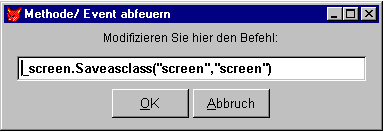 Methode/ Event abfeuern
Modifizieren Sie hier den Befehl:
_screen.Saveasclass("screen","screen")
OK Abbruch